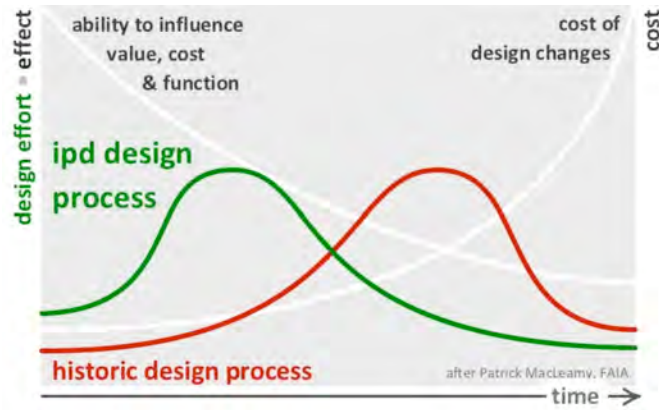 ability to influence
value, cost
& function
cost of
design changes
cost
design effort • effect
ipd design
process
historic design process
after Patrick MacLeamy, FAIA
time